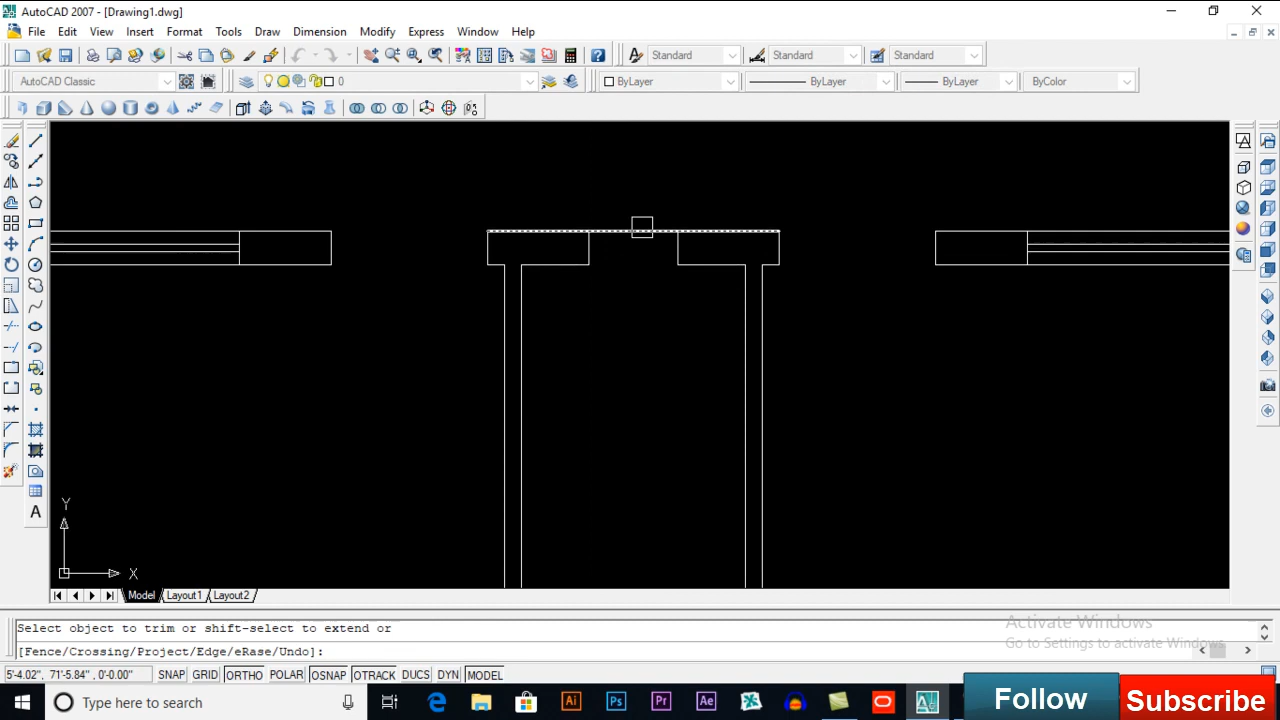 AutoCAD 2007 - [Drawing1.dwg]
File Edit View Insert Format Tools Draw Dimension Modify Express Window Help
Standard Standard Standard
AutoCAD Classic 0 ByLayer ByLayer ByLayer ByColor
Y
X
Model Layout1 Layout2
Select object to trim or shift-select to extend or
[Fence/Crossing/Project/Edge/eRase/Undo]:
Activate Windows
Go to Settings to activate Windows.
5'-4.02", 71'-5.84" , 0'-0.00" SNAP GRID ORTHO POLAR OSNAP OTRACK DUCS DYN MODEL
Type here to search
Ai Ps Pr Ae
Follow Subscribe